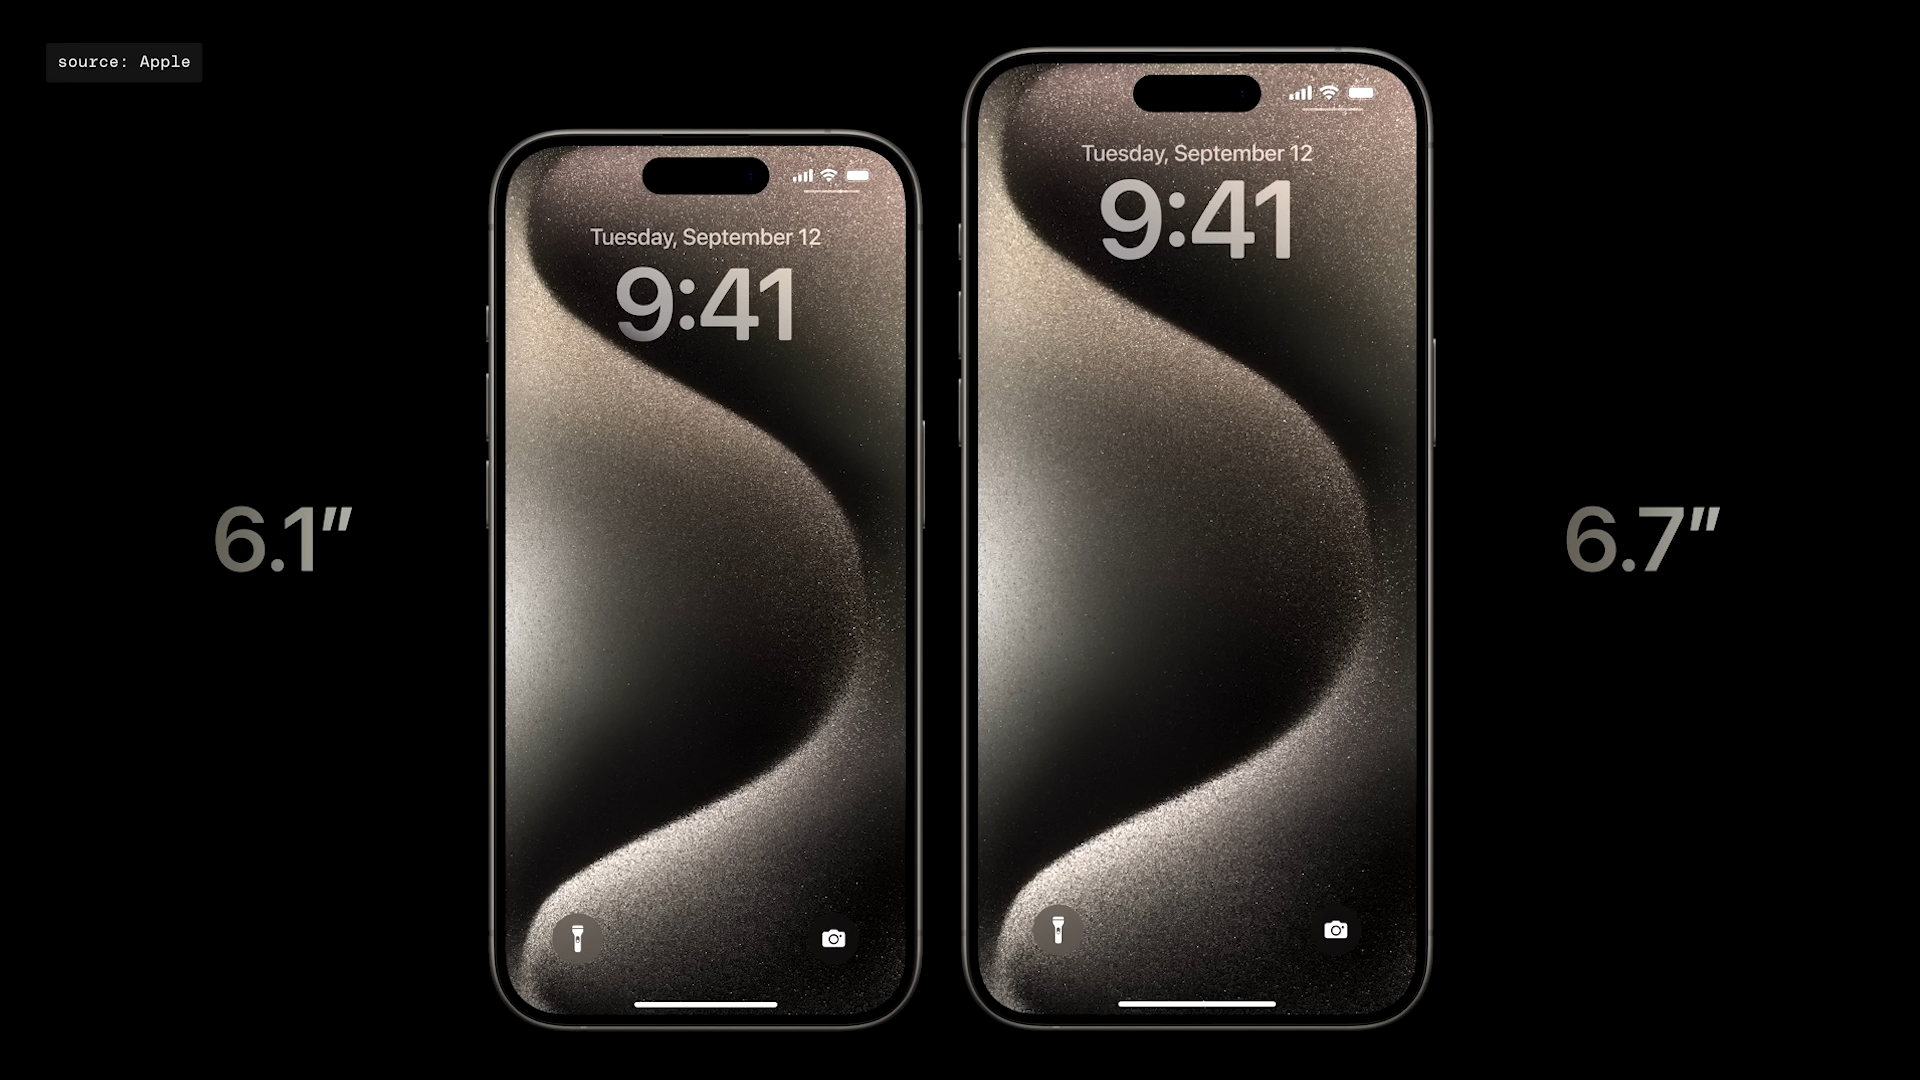 source: Apple
Tuesday, September 12
9:41
Tuesday, September 12
9:41
6.1"
6.7"